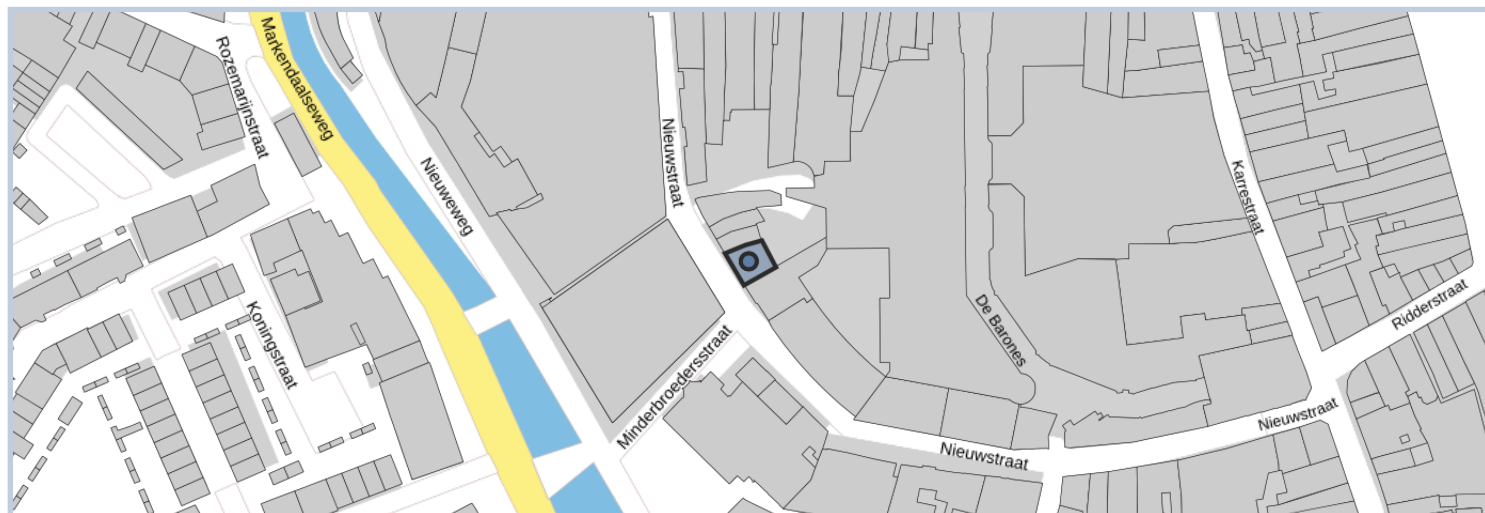 Markendaalseweg
Rozemarijnstraat
Nieuweweg
Nieuwstraat
Karrestraat
Koningstraat
De Barones
Ridderstraat
Minderbroedersstraat
Nieuwstraat
Nieuwstraat